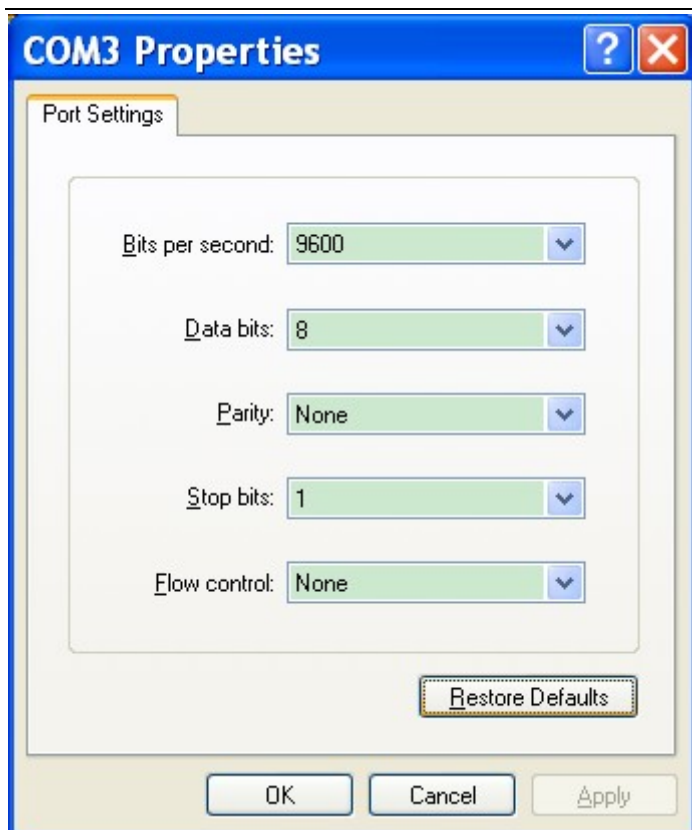 COM3 Properties
Port Settings
Bits per second: 9600
Data bits: 8
Parity: None
Stop bits: 1
Flow control: None
Restore Defaults
OK Cancel Apply